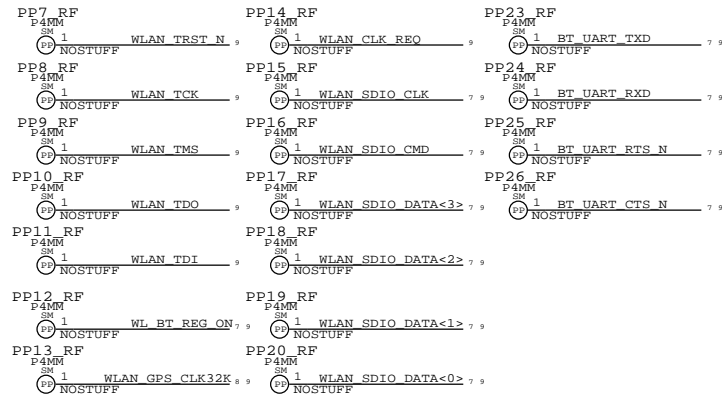 PP7_RF
P4MM
SM
PP 1 WLAN_TRST_N 9
NOSTUFF
PP8_RF
P4MM
SM
PP 1 WLAN_TCK 9
NOSTUFF
PP9_RF
P4MM
SM
PP 1 WLAN_TMS 9
NOSTUFF
PP10_RF
P4MM
SM
PP 1 WLAN_TDO 9
NOSTUFF
PP11_RF
P4MM
SM
PP 1 WLAN_TDI 9
NOSTUFF
PP12_RF
P4MM
SM
PP 1 WL_BT_REG_ON 7 9
NOSTUFF
PP13_RF
P4MM
SM
PP 1 WLAN_GPS_CLK32K 8 9
NOSTUFF
PP14_RF
P4MM
SM
PP 1 WLAN_CLK_REQ 9
NOSTUFF
PP15_RF
P4MM
SM
PP 1 WLAN_SDIO_CLK 7 9
NOSTUFF
PP16_RF
P4MM
SM
PP 1 WLAN_SDIO_CMD 7 9
NOSTUFF
PP17_RF
P4MM
SM
PP 1 WLAN_SDIO_DATA<3> 7 9
NOSTUFF
PP18_RF
P4MM
SM
PP 1 WLAN_SDIO_DATA<2> 7 9
NOSTUFF
PP19_RF
P4MM
SM
PP 1 WLAN_SDIO_DATA<1> 7 9
NOSTUFF
PP20_RF
P4MM
SM
PP 1 WLAN_SDIO_DATA<0> 7 9
NOSTUFF
PP23_RF
P4MM
SM
PP 1 BT_UART_TXD 7 9
NOSTUFF
PP24_RF
P4MM
SM
PP 1 BT_UART_RXD 7 9
NOSTUFF
PP25_RF
P4MM
SM
PP 1 BT_UART_RTS_N 7 9
NOSTUFF
PP26_RF
P4MM
SM
PP 1 BT_UART_CTS_N 7 9
NOSTUFF